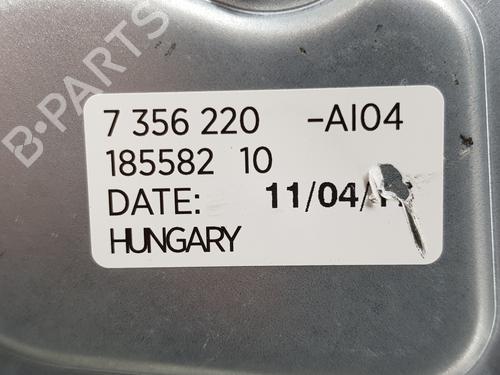 B-PARTS
7 356 220 -AI04
185582 10
DATE: 11/04/
HUNGARY